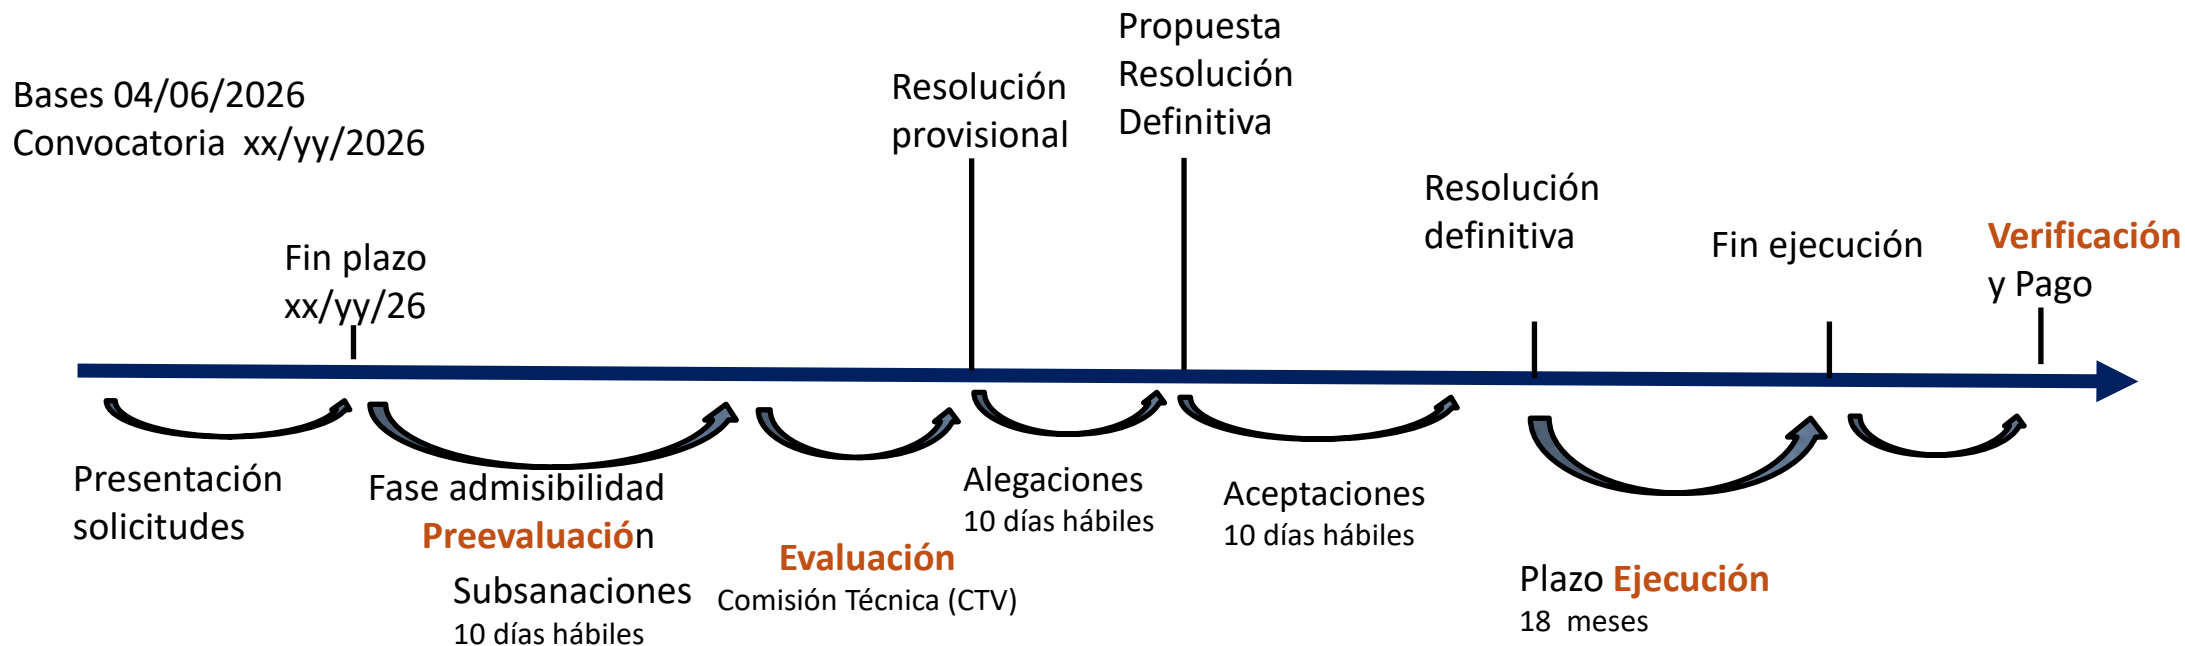 Bases 04/06/2026
Convocatoria  xx/yy/2026
Fin plazo
xx/yy/26
Resolución
provisional
Propuesta
Resolución
Definitiva
Resolución
definitiva
Fin ejecución
Verificación
y Pago
Presentación
solicitudes
Fase admisibilidad
Preevaluación
Subsanaciones
10 días hábiles
Evaluación
Comisión Técnica (CTV)
Alegaciones
10 días hábiles
Aceptaciones
10 días hábiles
Plazo Ejecución
18  meses